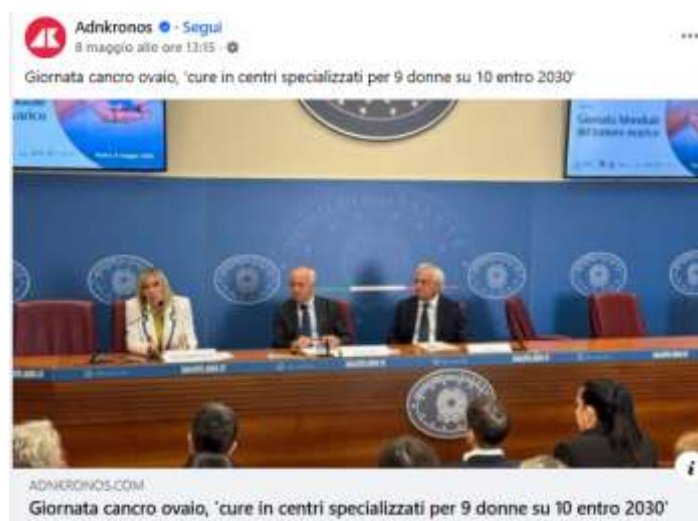 Adnkronos · Segui
8 maggio alle ore 13:15 ·
Giornata cancro ovaio, 'cure in centri specializzati per 9 donne su 10 entro 2030'
Giornata Mondiale
ADNKRONOS.COM
Giornata cancro ovaio, 'cure in centri specializzati per 9 donne su 10 entro 2030'